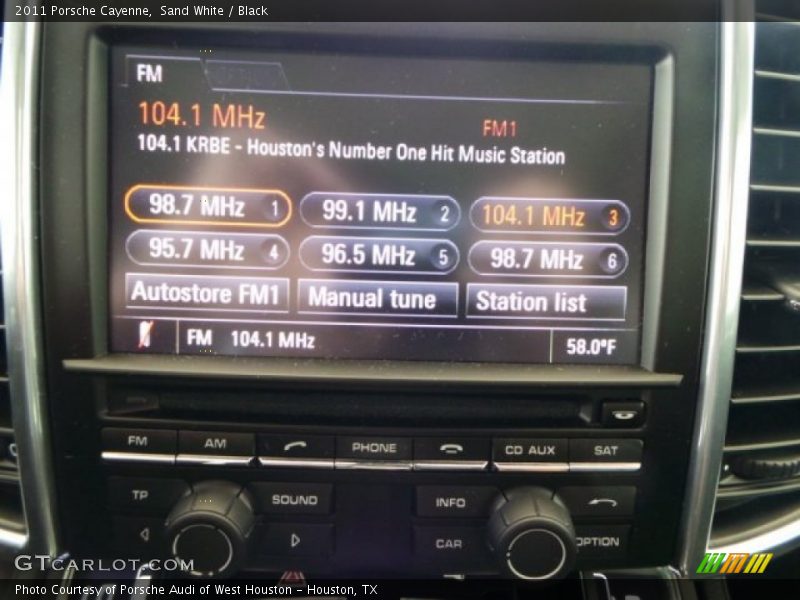 2011 Porsche Cayenne, Sand White / Black
FM
104.1 MHz
FM1
104.1 KRBE - Houston's Number One Hit Music Station
98.7 MHz 1
99.1 MHz 2
104.1 MHz 3
95.7 MHz 4
96.5 MHz 5
98.7 MHz 6
Autostore FM1
Manual tune
Station list
FM 104.1 MHz
58.0°F
FM
AM
PHONE
CD AUX
SAT
TP
SOUND
INFO
CAR
OPTION
GTCARLOT.COM
Photo Courtesy of Porsche Audi of West Houston - Houston, TX